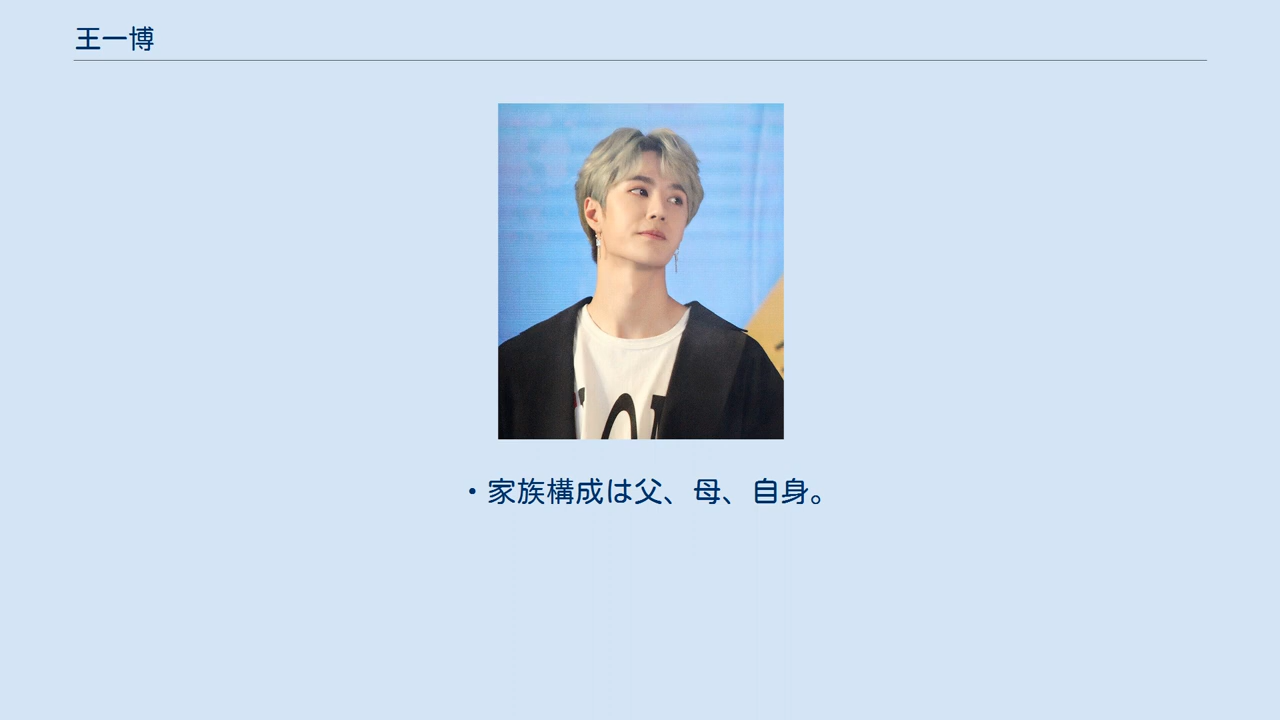 王一博
・家族構成は父、母、自身。